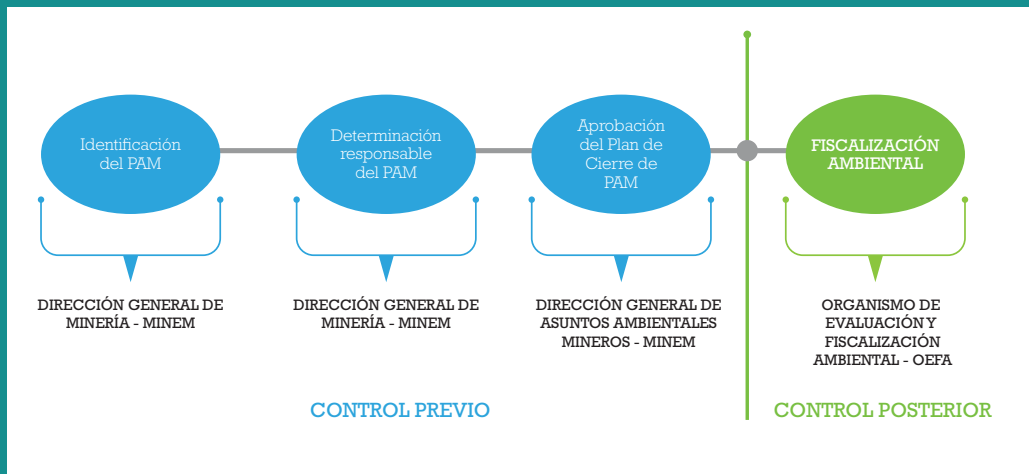 Identificación
del PAM
Determinación
responsable
del PAM
Aprobación
del Plan de
Cierre de
PAM
FISCALIZACIÓN
AMBIENTAL
DIRECCIÓN GENERAL DE
MINERÍA - MINEM
DIRECCIÓN GENERAL DE
MINERÍA - MINEM
DIRECCIÓN GENERAL DE
ASUNTOS AMBIENTALES
MINEROS - MINEM
ORGANISMO DE
EVALUACIÓN Y
FISCALIZACIÓN
AMBIENTAL - OEFA
CONTROL PREVIO
CONTROL POSTERIOR